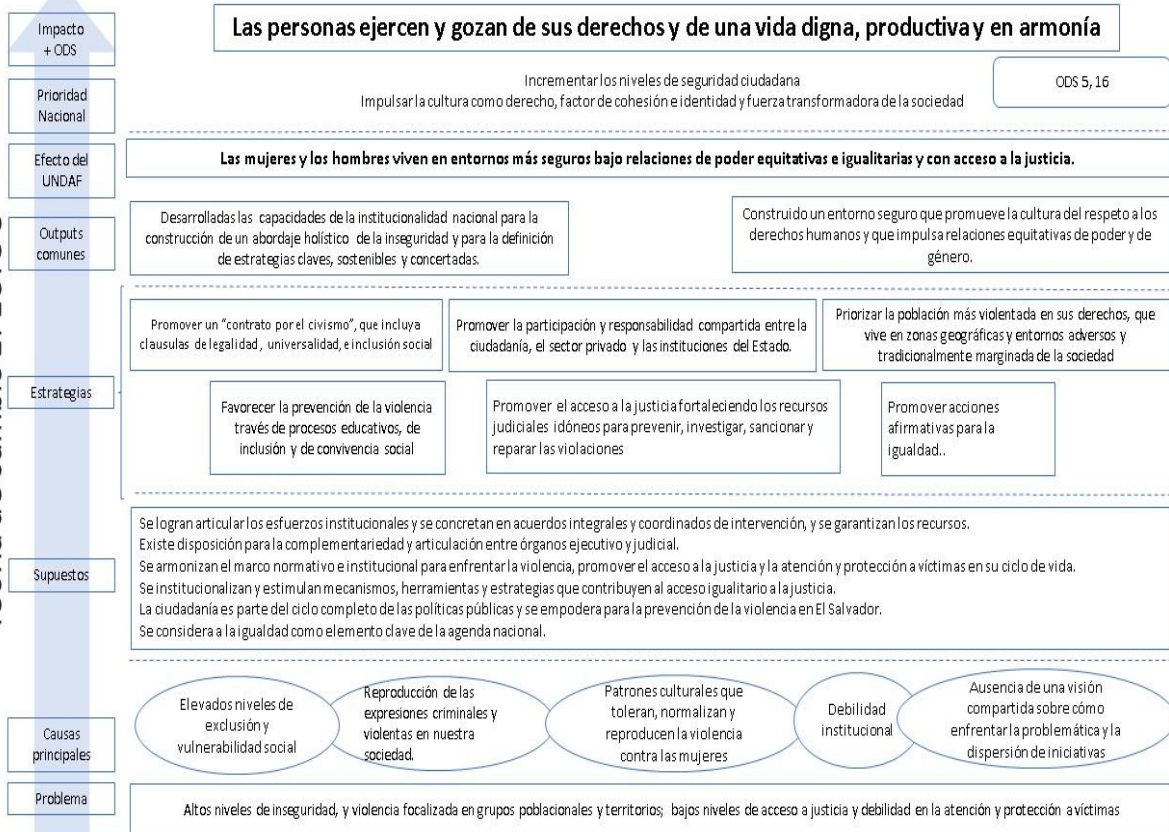 Impacto
+ ODS
Las personas ejercen y gozan de sus derechos y de una vida digna, productiva y en armonía
Prioridad
Nacional
Incrementar los niveles de seguridad ciudadana
Impulsar la cultura como derecho, factor de cohesión e identidad y fuerza transformadora de la sociedad
ODS 5, 16
Efecto del
UNDAF
Las mujeres y los hombres viven en entornos más seguros bajo relaciones de poder equitativas e igualitarias y con acceso a la justicia.
Outputs
comunes
Desarrolladas las capacidades de la institucionalidad nacional para la
construcción de un abordaje holístico de la inseguridad y para la definición
de estrategias claves, sostenibles y concertadas.
Construido un entorno seguro que promueve la cultura del respeto a los
derechos humanos y que impulsa relaciones equitativas de poder y de
género.
Estrategias
Promover un “contrato por el civismo”, que incluya
clausulas de legalidad, universalidad, e inclusión social
Promover la participación y responsabilidad compartida entre la
ciudadanía, el sector privado y las instituciones del Estado.
Priorizar la población más violentada en sus derechos, que
vive en zonas geográficas y entornos adversos y
tradicionalmente marginada de la sociedad
Favorecer la prevención de la violencia
través de procesos educativos, de
inclusión y de convivencia social
Promover el acceso a la justicia fortaleciendo los recursos
judiciales idóneos para prevenir, investigar, sancionar y
reparar las violaciones
Promover acciones
afirmativas para la
igualdad..
Supuestos
Se logran articular los esfuerzos institucionales y se concretan en acuerdos integrales y coordinados de intervención, y se garantizan los recursos.
Existe disposición para la complementariedad y articulación entre órganos ejecutivo y judicial.
Se armonizan el marco normativo e institucional para enfrentar la violencia, promover el acceso a la justicia y la atención y protección a víctimas en su ciclo de vida.
Se institucionalizan y estimulan mecanismos, herramientas y estrategias que contribuyen al acceso igualitario a la justicia.
La ciudadanía es parte del ciclo completo de las políticas públicas y se empodera para la prevención de la violencia en El Salvador.
Se considera a la igualdad como elemento clave de la agenda nacional.
Causas
principales
Elevados niveles de
exclusión y
vulnerabilidad social
Reproducción de las
expresiones criminales y
violentas en nuestra
sociedad.
Patrones culturales que
toleran, normalizan y
reproducen la violencia
contra las mujeres
Debilidad
institucional
Ausencia de una visión
compartida sobre cómo
enfrentar la problemática y la
dispersión de iniciativas
Problema
Altos niveles de inseguridad, y violencia focalizada en grupos poblacionales y territorios; bajos niveles de acceso a justicia y debilidad en la atención y protección a víctimas